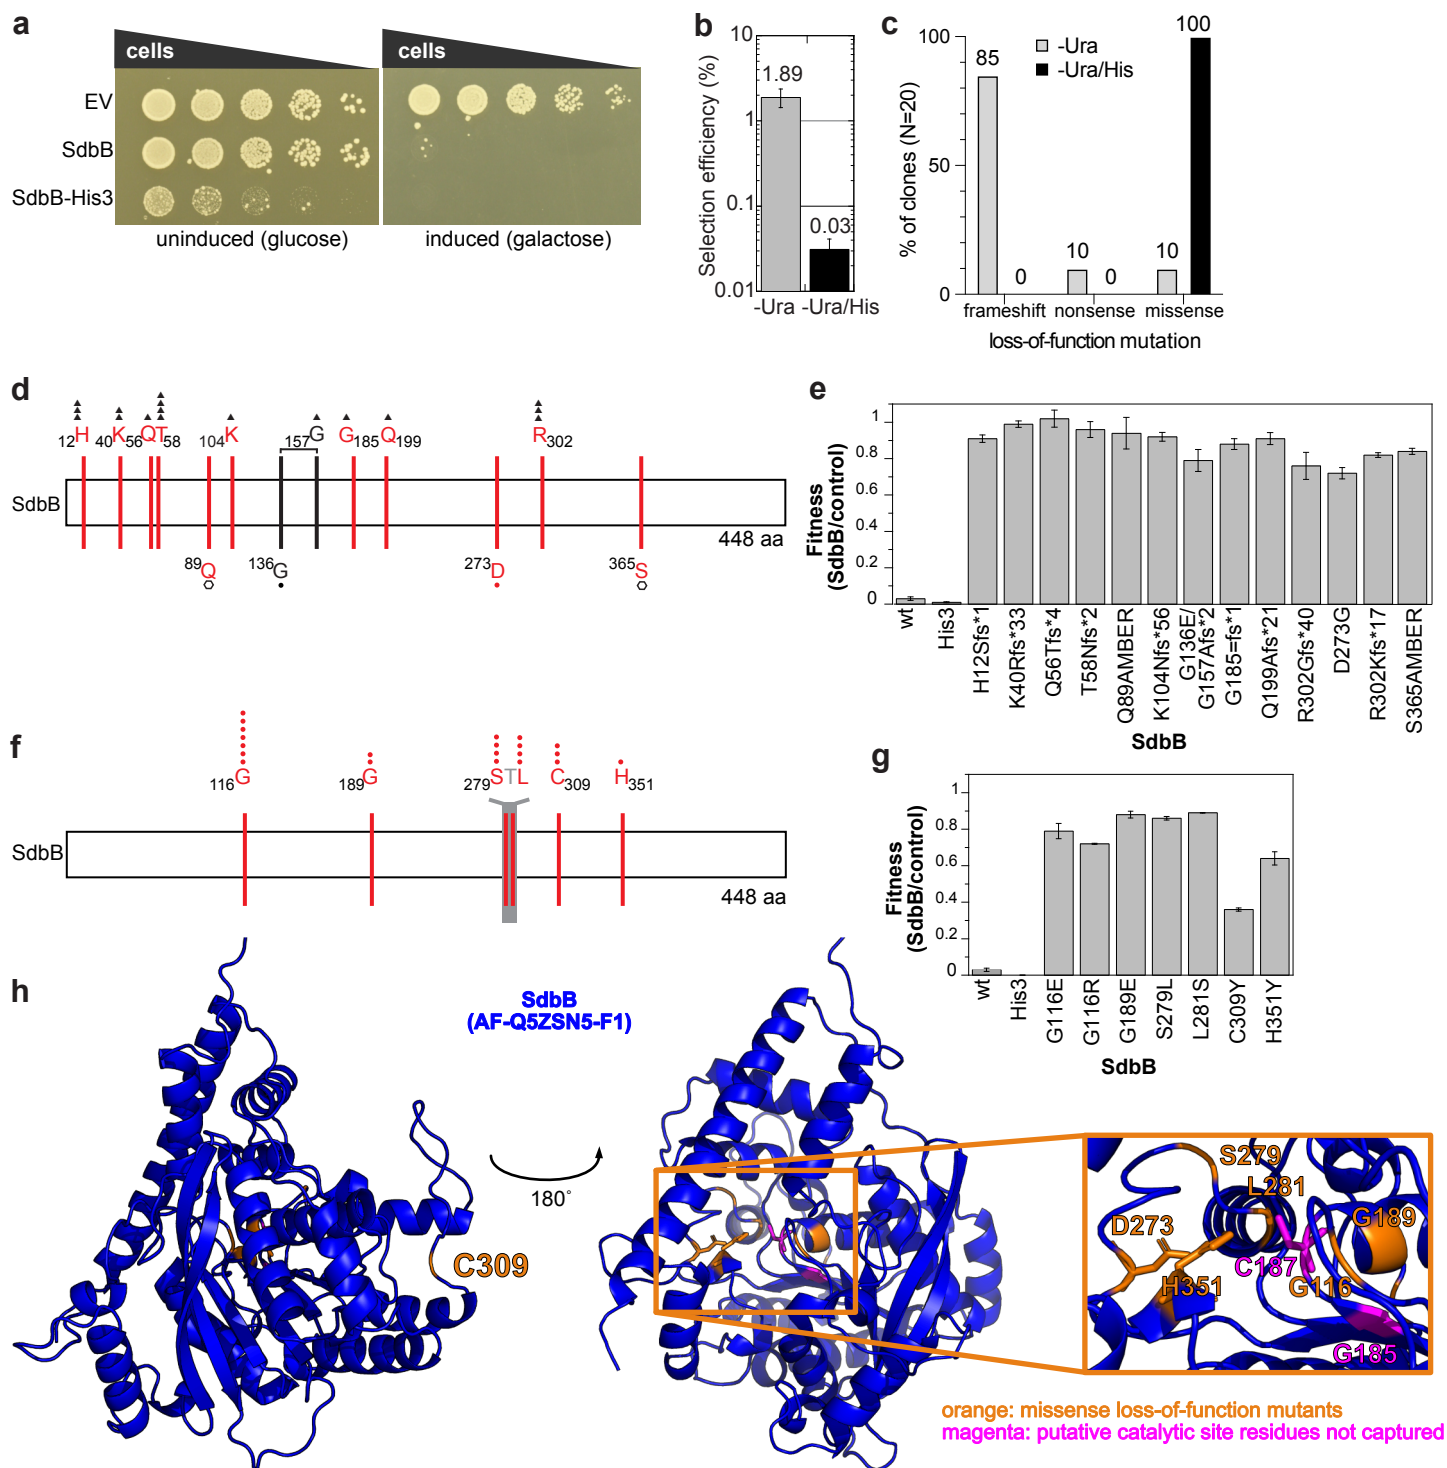 a
cells
cells
EV
SdbB
SdbB-His3
uninduced (glucose)
induced (galactose)
b
Selection efficiency (%)
10
1
0.1
0.01
1.89
0.03
-Ura
-Ura/His
c
% of clones (N=20)
100
50
0
-Ura
-Ura/His
85
0
10
0
10
100
frameshift
nonsense
missense
loss-of-function mutation
d
12H
40K
56QT58
104K
157G
G185
Q199
R302
SdbB
448 aa
89Q
136G
273D
365S
e
Fitness
(SdbB/control)
1
0.8
0.6
0.4
0.2
0
wt
His3
H12Sfs*1
K40Rfs*33
Q56Tfs*4
T58Nfs*2
Q89AMBER
K104Nfs*56
G136E/
G157Afs*2
G185=fs*1
Q199Afs*21
R302Gfs*40
D273G
R302Kfs*17
S365AMBER
SdbB
f
116G
189G
279STL
C309
H351
SdbB
448 aa
g
Fitness
(SdbB/control)
1
0.8
0.6
0.4
0.2
0
wt
His3
G116E
G116R
G189E
S279L
L281S
C309Y
H351Y
SdbB
h
SdbB
(AF-Q5ZSN5-F1)
180°
C309
S279
L281
D273
G189
C187
H351
G116
G185
orange: missense loss-of-function mutants
magenta: putative catalytic site residues not captured